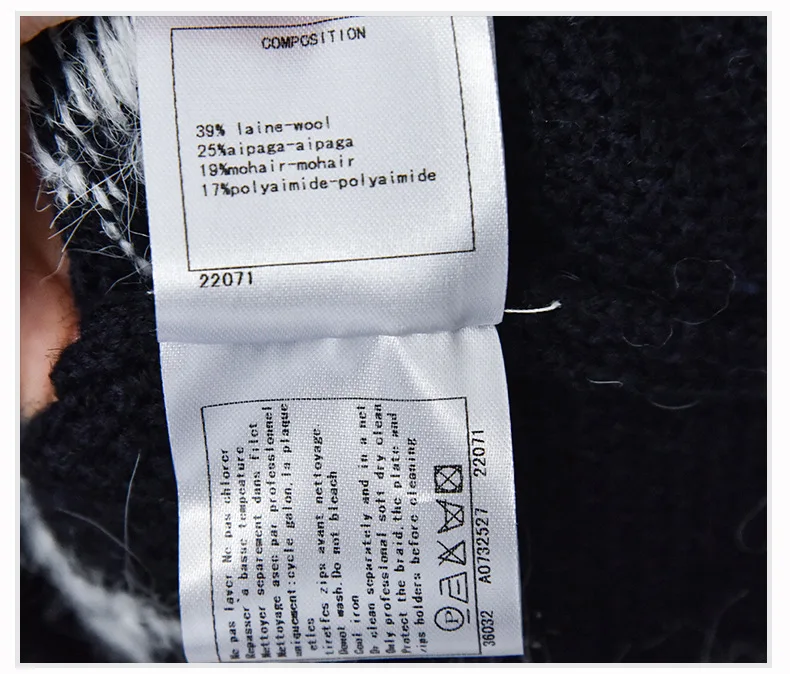 COMPOSITION
39% laine-wool
25%aipaga-aipaga
19%mohair-mohair
17%polyaimide-polyaimide
22071
Ne pas laver Ne pas chlorer
Repasser a basse tempeature
Nettoyer separement dans filet
Nettoyage asec par professionnel
uniquement:cycle galon,la plaque
etles
tiretfes zips avant nettoyage
Donot wash.Do not bleach
Cool iron
Dr clean separately and in a net
Only professional soft dry clean
Protect the braid,the plate and
zips holders before cleaning
P
36032 A0732527 22071